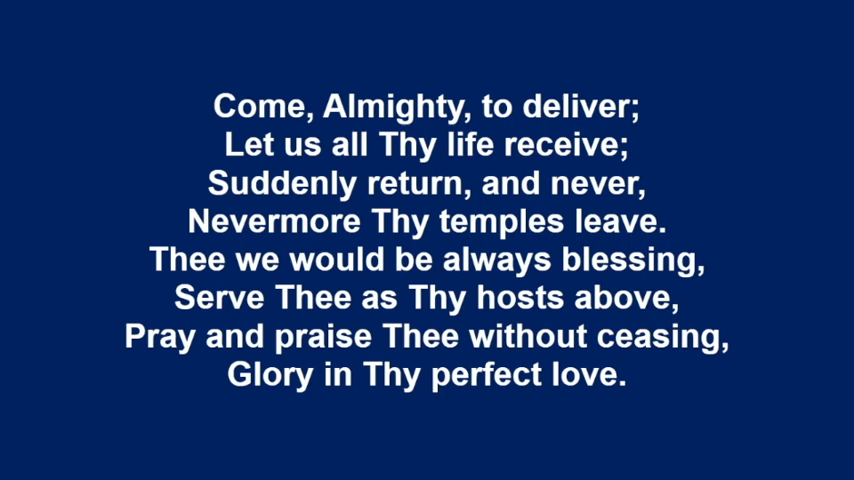 Come, Almighty, to deliver;
Let us all Thy life receive;
Suddenly return, and never,
Nevermore Thy temples leave.
Thee we would be always blessing,
Serve Thee as Thy hosts above,
Pray and praise Thee without ceasing,
Glory in Thy perfect love.